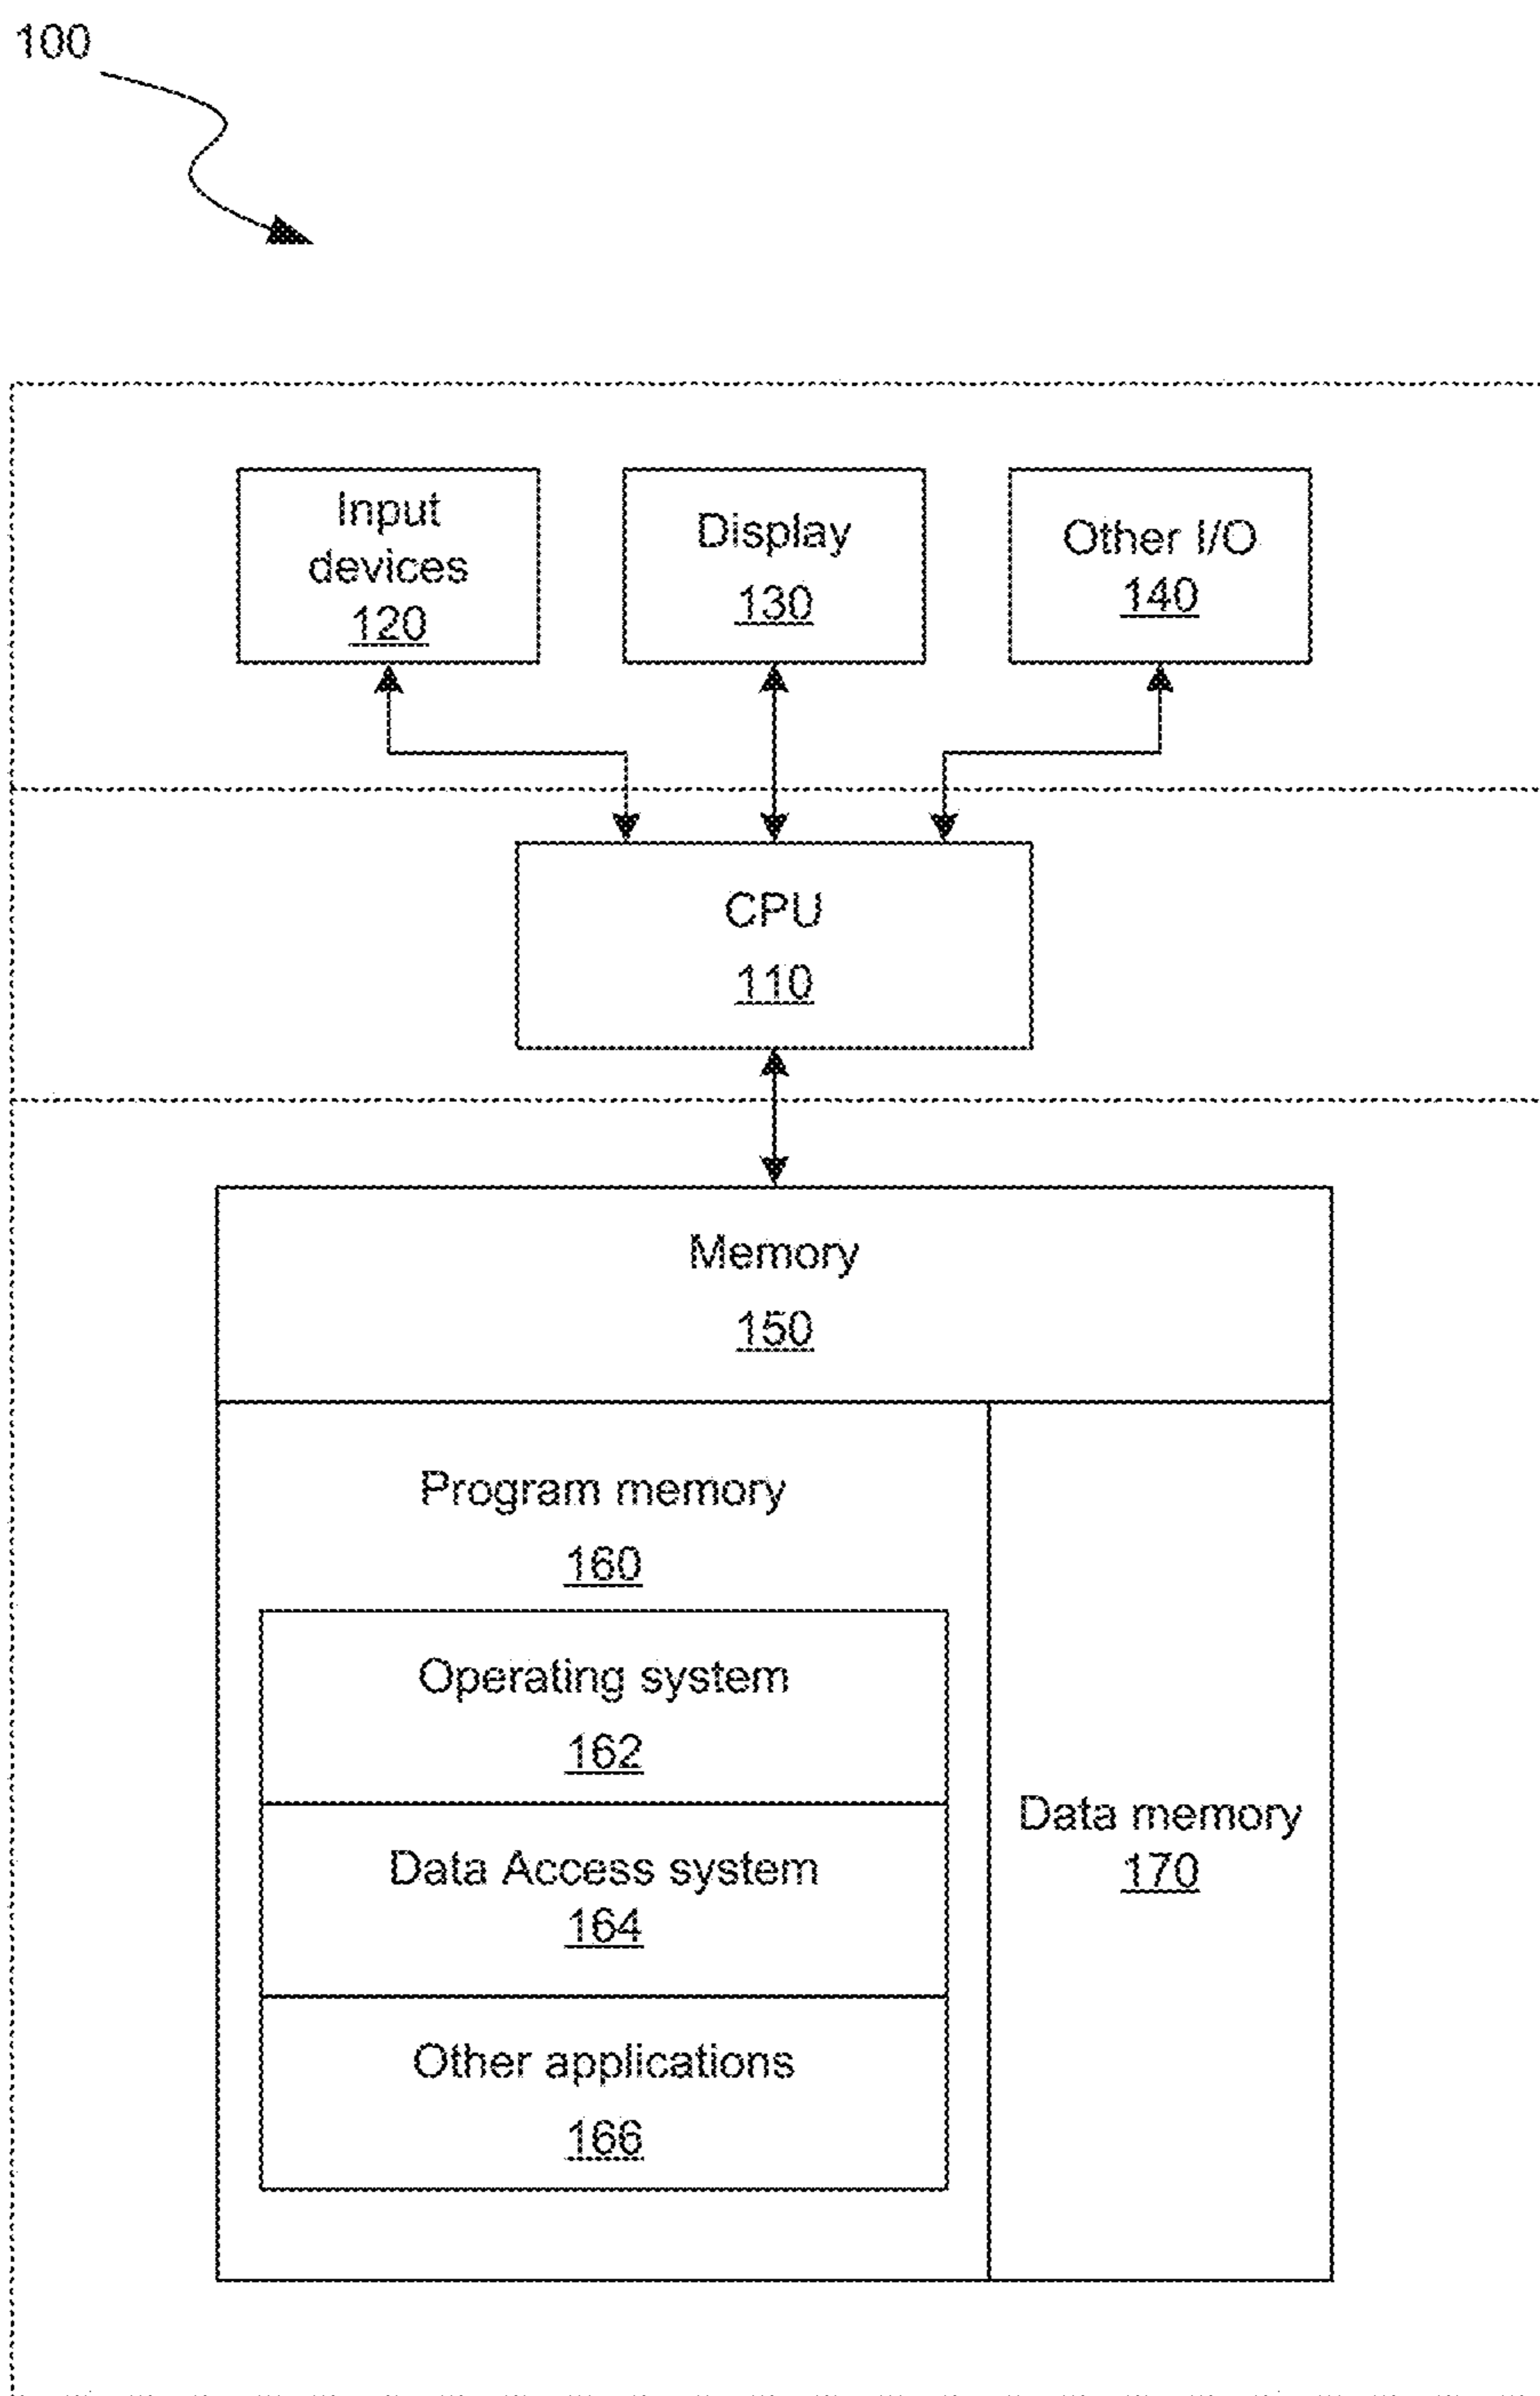 100
Input
devices
120
Display
130
Other I/O
140
CPU
110
Memory
150
Program memory
160
Operating system
162
Data Access system
164
Other applications
166
Data memory
170